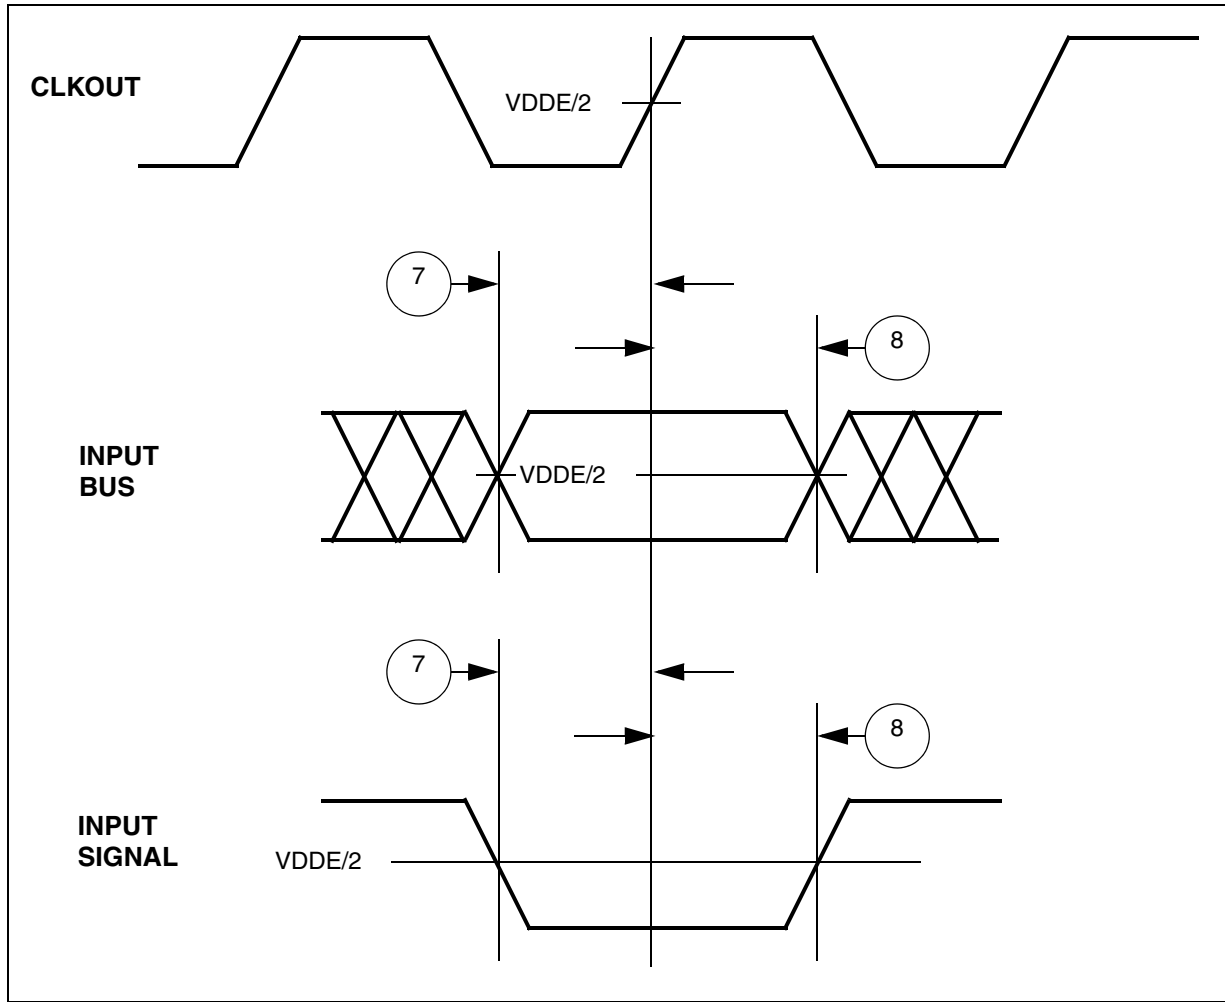 CLKOUT
VDDE/2
7
8
INPUT
BUS
VDDE/2
7
8
INPUT
SIGNAL
VDDE/2